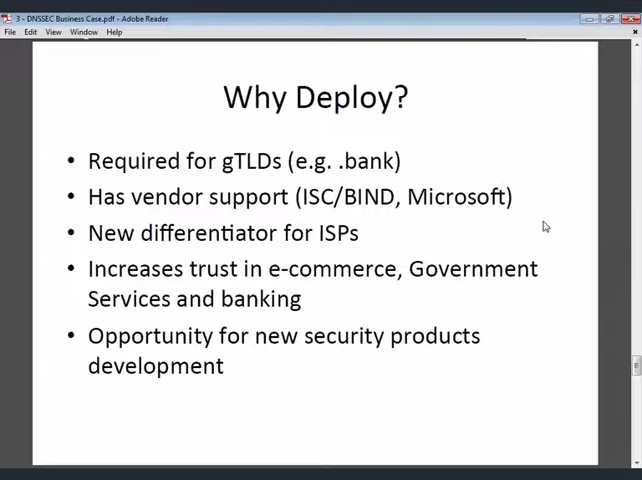 3 - DNSSEC Business Case.pdf - Adobe Reader
File Edit View Window Help
Why Deploy?
• Required for gTLDs (e.g. .bank)
• Has vendor support (ISC/BIND, Microsoft)
• New differentiator for ISPs
• Increases trust in e-commerce, Government
Services and banking
• Opportunity for new security products
development